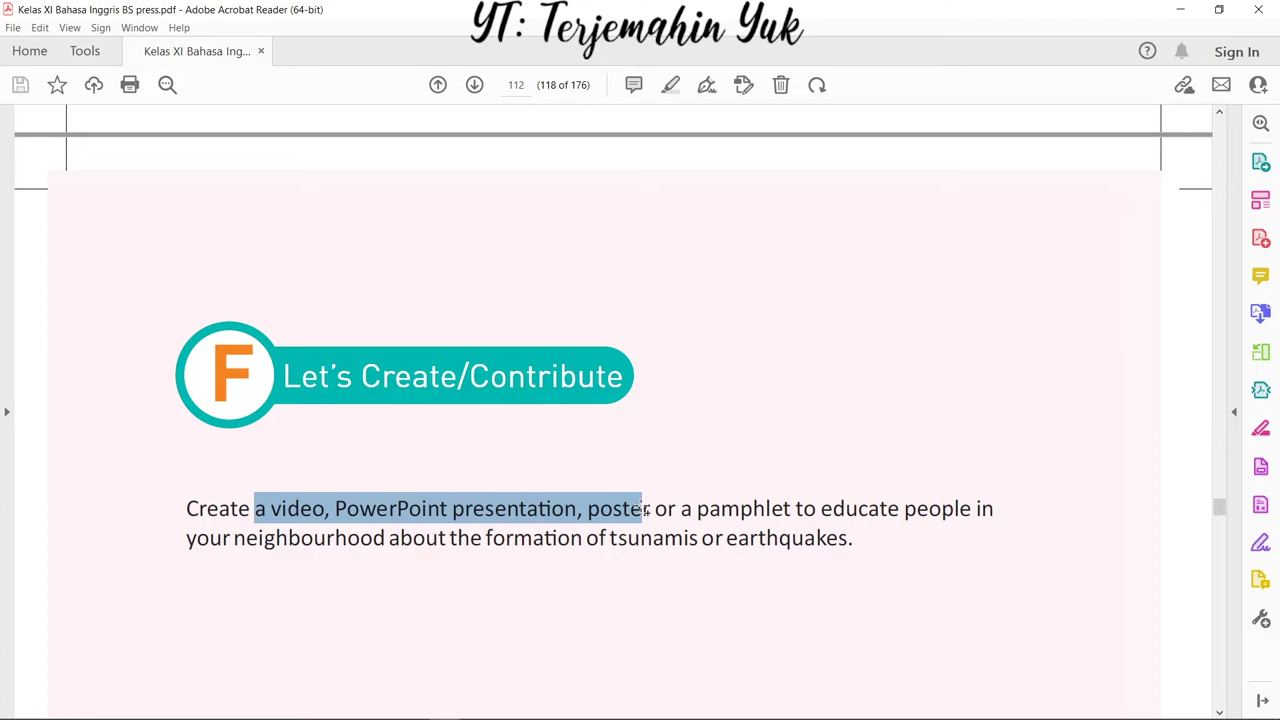 Kelas XI Bahasa Inggris BS press.pdf - Adobe Acrobat Reader (64-bit)
YT: Terjemahin Yuk
File Edit View Sign Window Help
Home Tools Kelas XI Bahasa Ing... × Sign In
112 (118 of 176)
F Let's Create/Contribute
Create a video, PowerPoint presentation, poster or a pamphlet to educate people in
your neighbourhood about the formation of tsunamis or earthquakes.